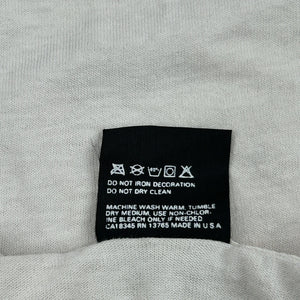 DO NOT IRON DECORATION
DO NOT DRY CLEAN
MACHINE WASH WARM, TUMBLE
DRY MEDIUM, USE NON-CHLOR-
INE BLEACH ONLY IF NEEDED
CA18345 RN 13765 MADE IN U S A